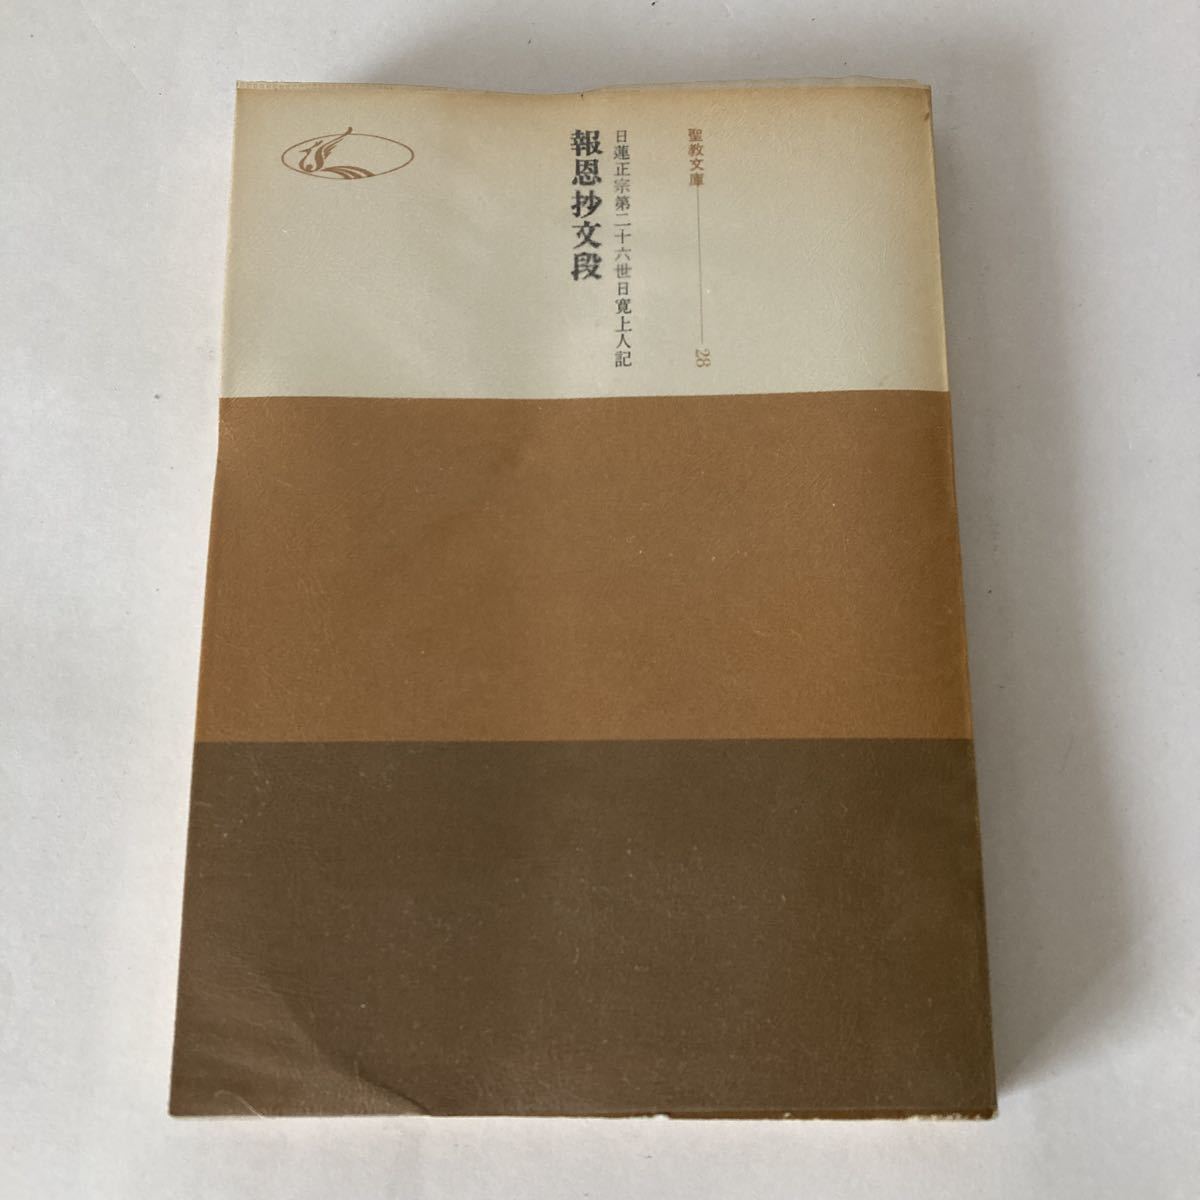 聖教文庫
28
日蓮正宗第二十六世日寛上人記
報恩抄文段